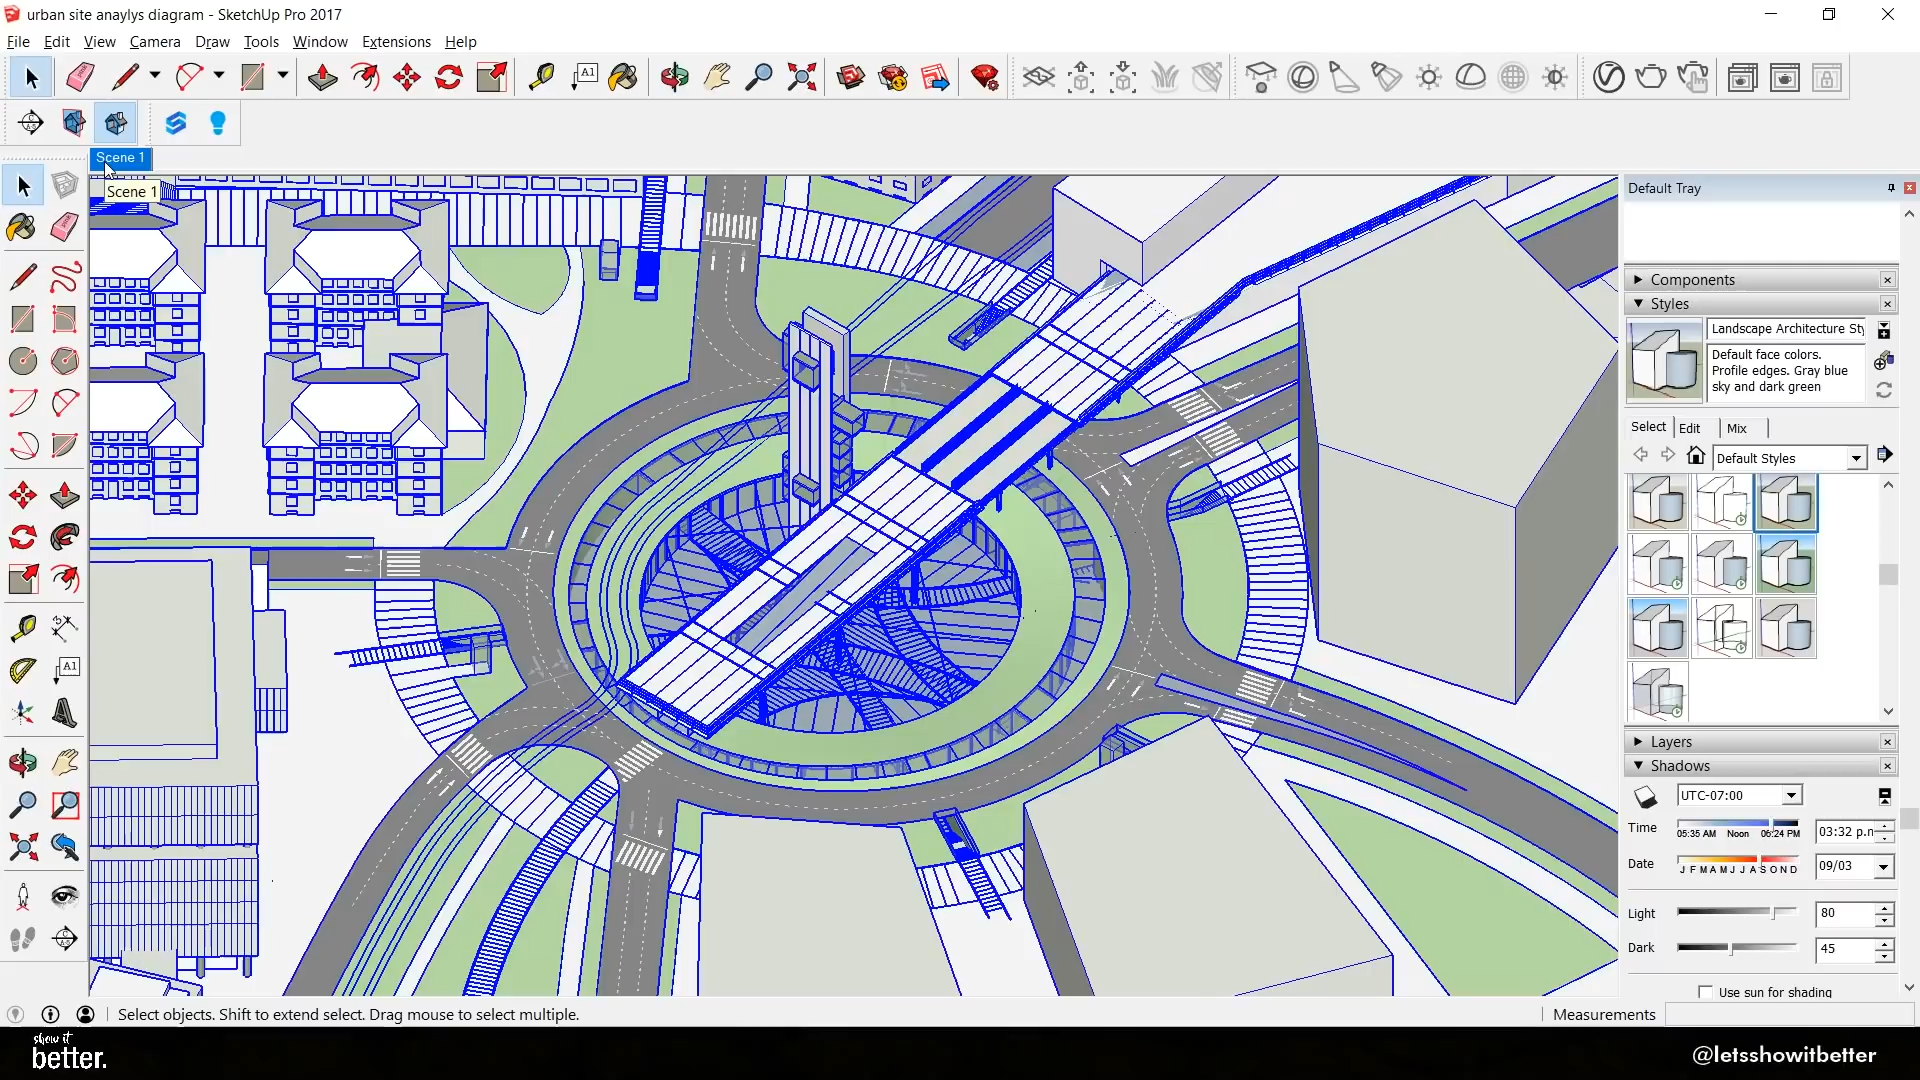 urban site anaylys diagram - SketchUp Pro 2017
File Edit View Camera Draw Tools Window Extensions Help
Scene 1
Scene 1
Default Tray
Components
Styles
Landscape Architecture Sty
Default face colors.
Profile edges. Gray blue
sky and dark green
Select Edit Mix
Default Styles
Layers
Shadows
UTC-07:00
Time 05:35 AM Noon 06:24 PM 03:32 p.n
Date J F M A M J J A S O N D 09/03
Light 80
Dark 45
Use sun for shading
Select objects. Shift to extend select. Drag mouse to select multiple.
Measurements
show it
better.
@letsshowitbetter